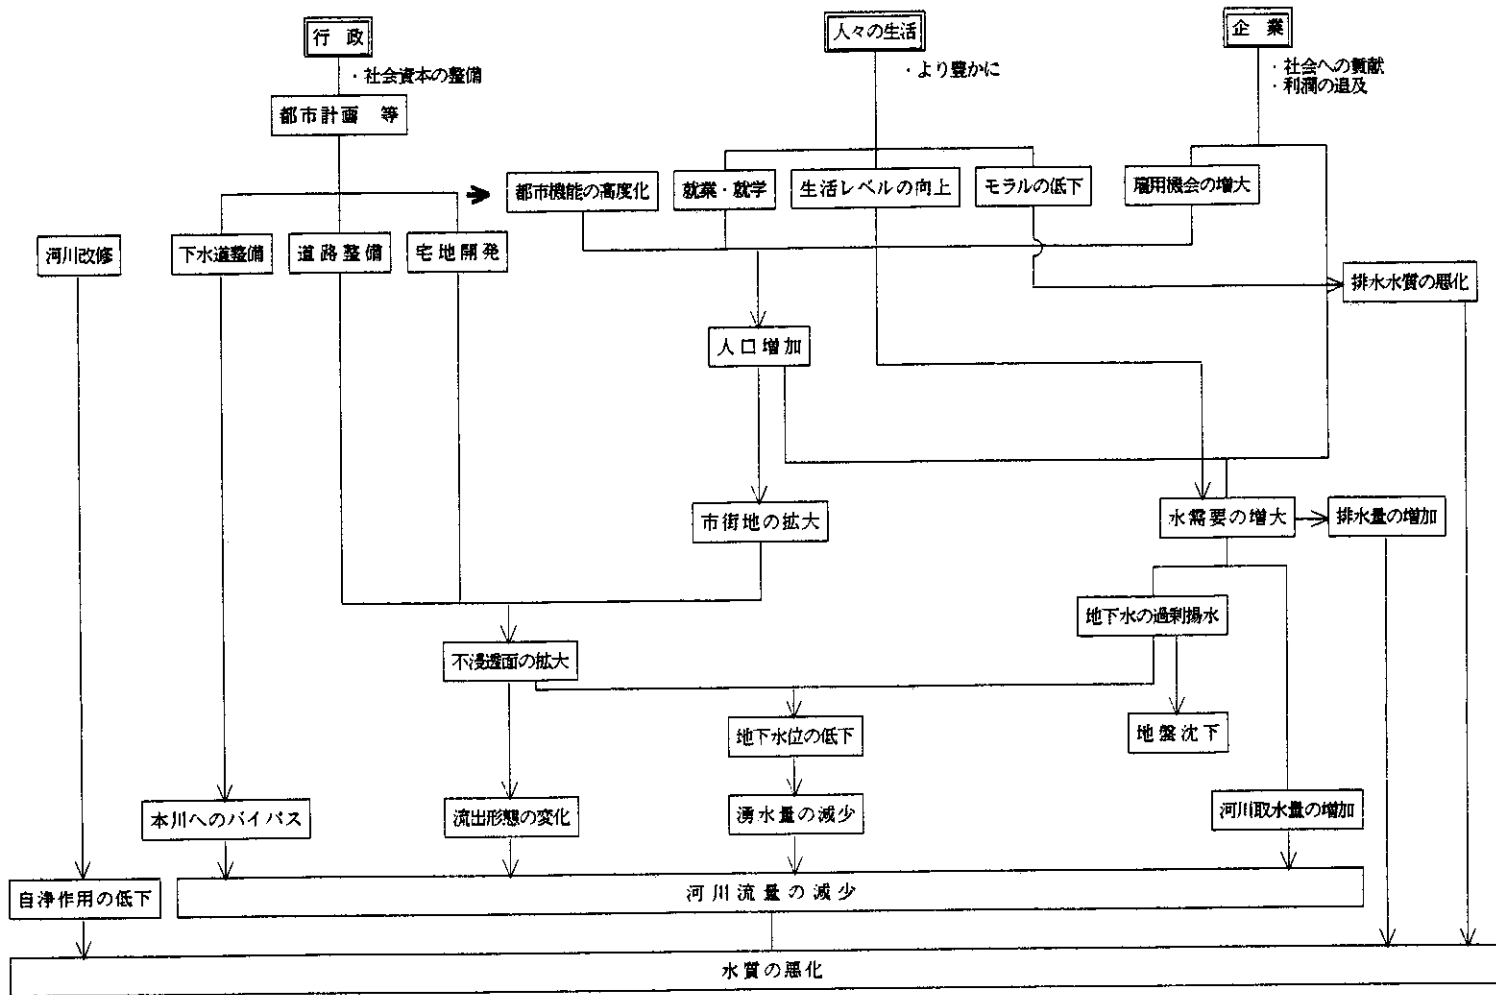 行 政
人々の生活
企 業
・社会資本の整備
・より豊かに
・社会への貢献
・利潤の追及
都市計画 等
都市機能の高度化
就業・就学
生活レベルの向上
モラルの低下
雇用機会の増大
河川改修
下水道整備
道路整備
宅地開発
排水水質の悪化
人口増加
市街地の拡大
水需要の増大
排水量の増加
地下水の過剰揚水
不浸透面の拡大
地下水位の低下
地盤沈下
本川へのバイパス
流出形態の変化
湧水量の減少
河川取水量の増加
自浄作用の低下
河川流量の減少
水質の悪化